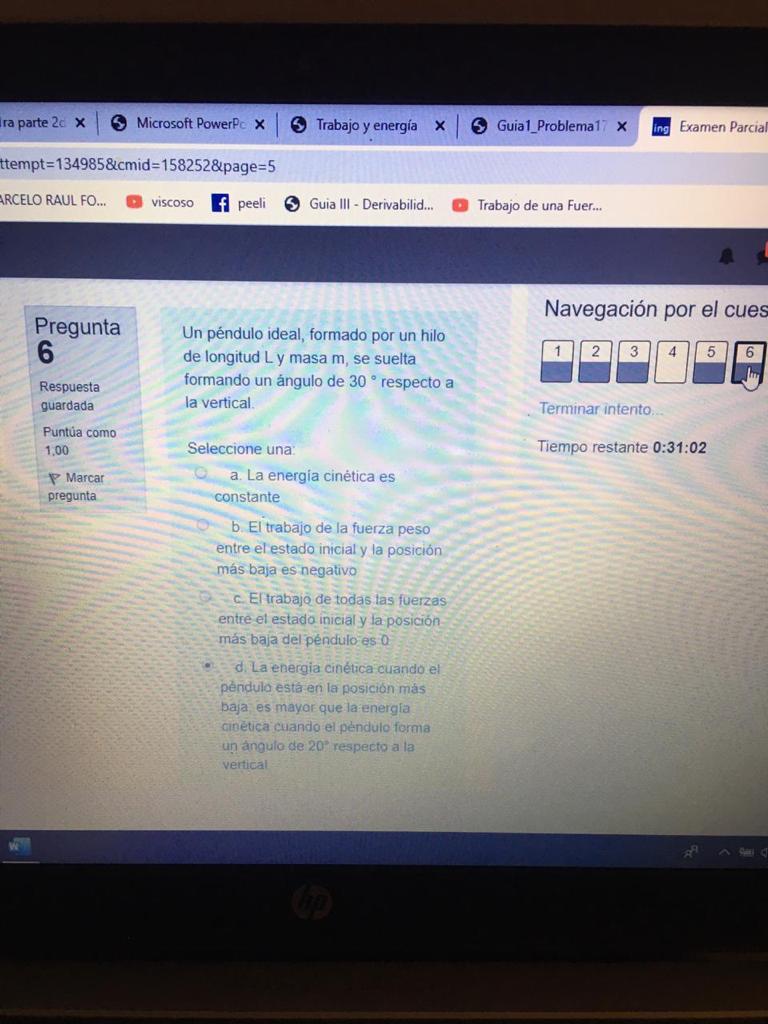 ra parte 2d
Microsoft PowerPo
Trabajo y energía
Guia1_Problema17
ing Examen Parcial
ttempt=134985&cmid=158252&page=5
ARCELO RAUL FO...
viscoso
peeli
Guia III - Derivabilid...
Trabajo de una Fuer...
Pregunta
6
Respuesta
guardada
Puntúa como
1,00
Marcar
pregunta
Un péndulo ideal, formado por un hilo
de longitud L y masa m, se suelta
formando un ángulo de 30 ° respecto a
la vertical.
Seleccione una:
a. La energía cinética es
constante
b. El trabajo de la fuerza peso
entre el estado inicial y la posición
más baja es negativo
c. El trabajo de todas las fuerzas
entre el estado inicial y la posición
más baja del péndulo es 0
d. La energía cinética cuando el
péndulo está en la posición más
baja, es mayor que la energía
cinética cuando el péndulo forma
un ángulo de 20° respecto a la
vertical
Navegación por el cues
1 2 3 4 5 6
Terminar intento...
Tiempo restante 0:31:02
W
hp